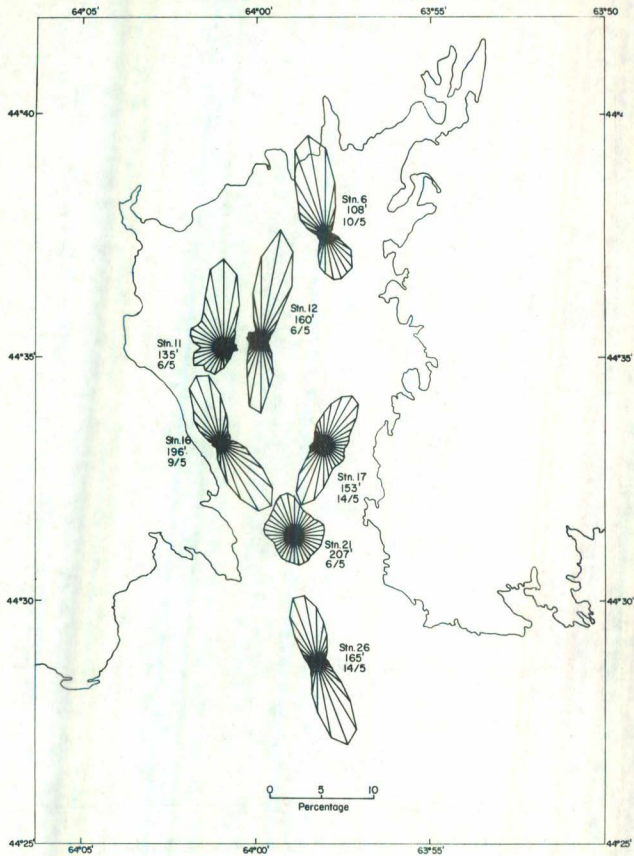 64°05' 64°00' 63°55' 63°50
44°40' 44°4
Stn. 6
108'
10/5
Stn. 12
160'
6/5
Stn. 11
135'
6/5
44°35' 44°35'
Stn. 16
196'
9/5
Stn. 17
153'
14/5
Stn. 21
207'
6/5
44°30' 44°30'
Stn. 26
165'
14/5
0 5 10
Percentage
44°25' 44°25'
64°05' 64°00' 63°55'